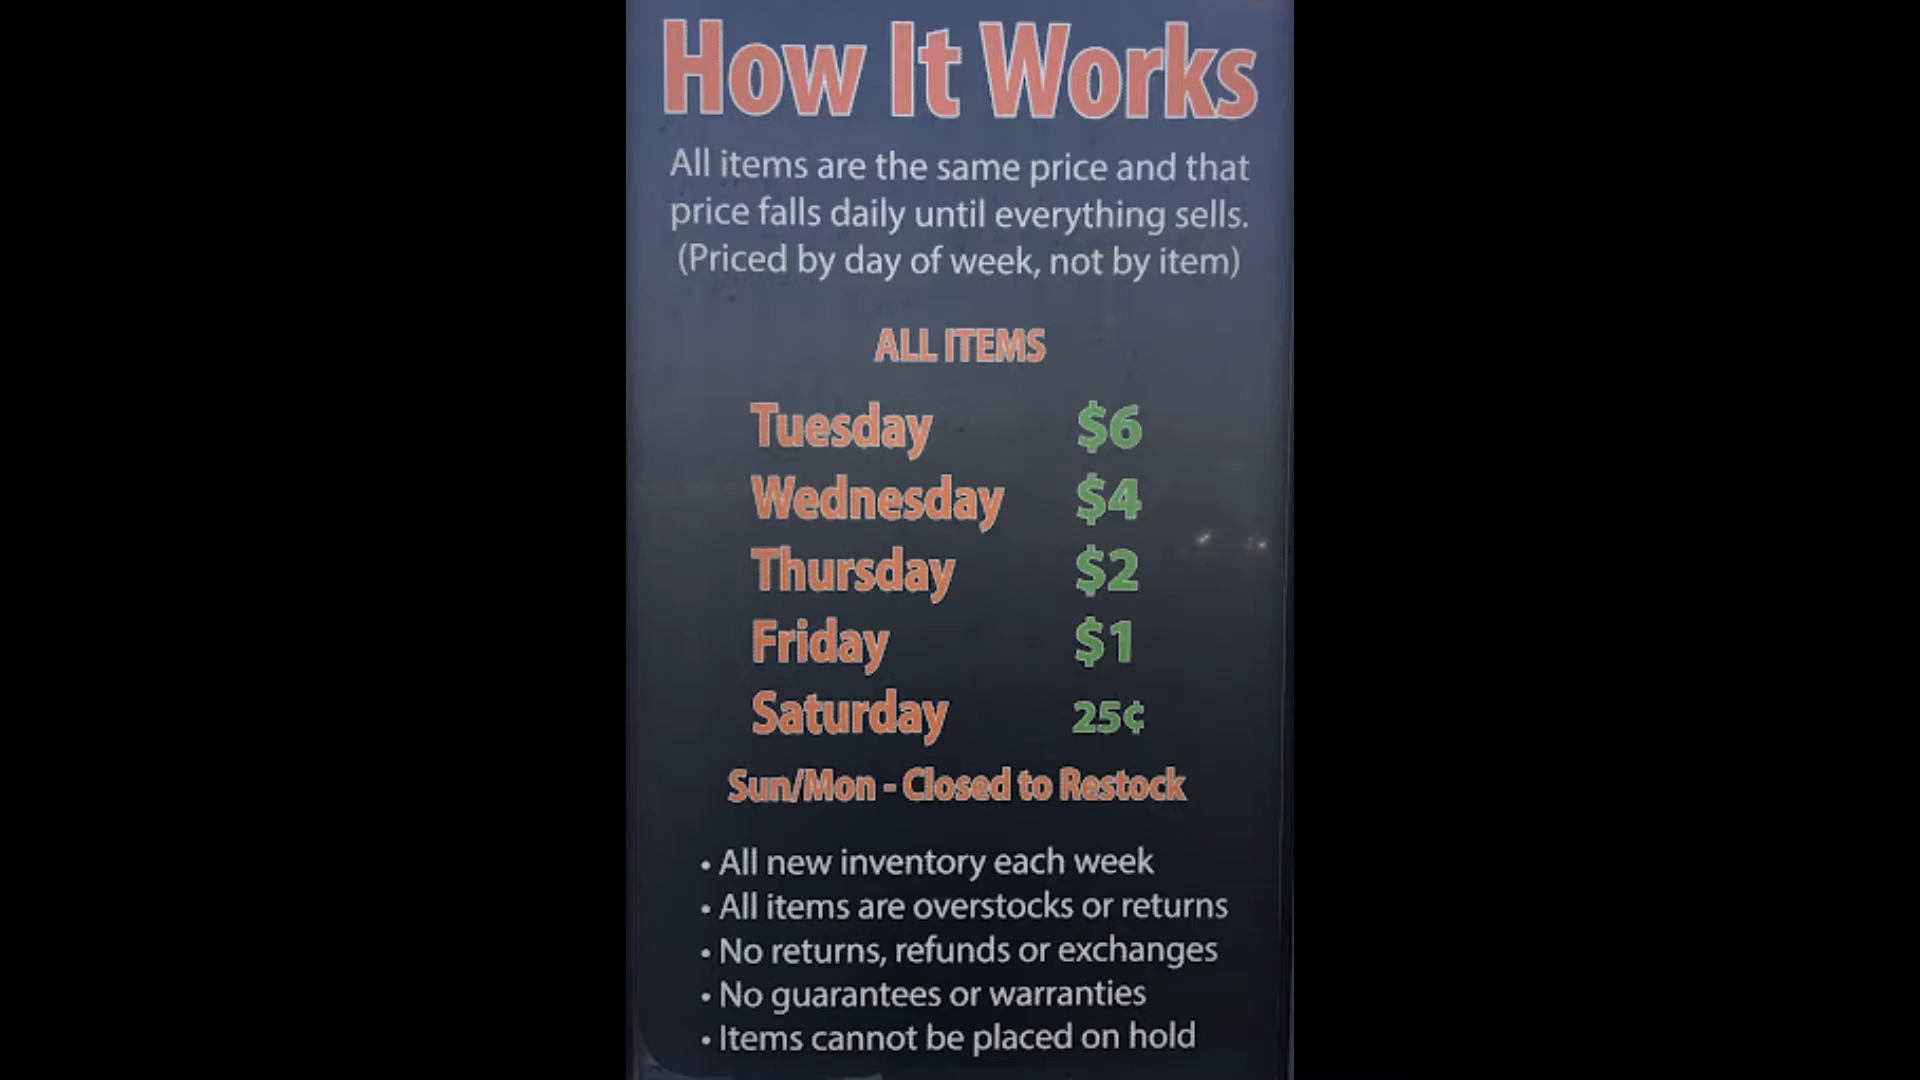 How It Works
All items are the same price and that
price falls daily until everything sells.
(Priced by day of week, not by item)
ALL ITEMS
Tuesday $6
Wednesday $4
Thursday $2
Friday $1
Saturday 25¢
Sun/Mon - Closed to Restock
• All new inventory each week
• All items are overstocks or returns
• No returns, refunds or exchanges
• No guarantees or warranties
• Items cannot be placed on hold